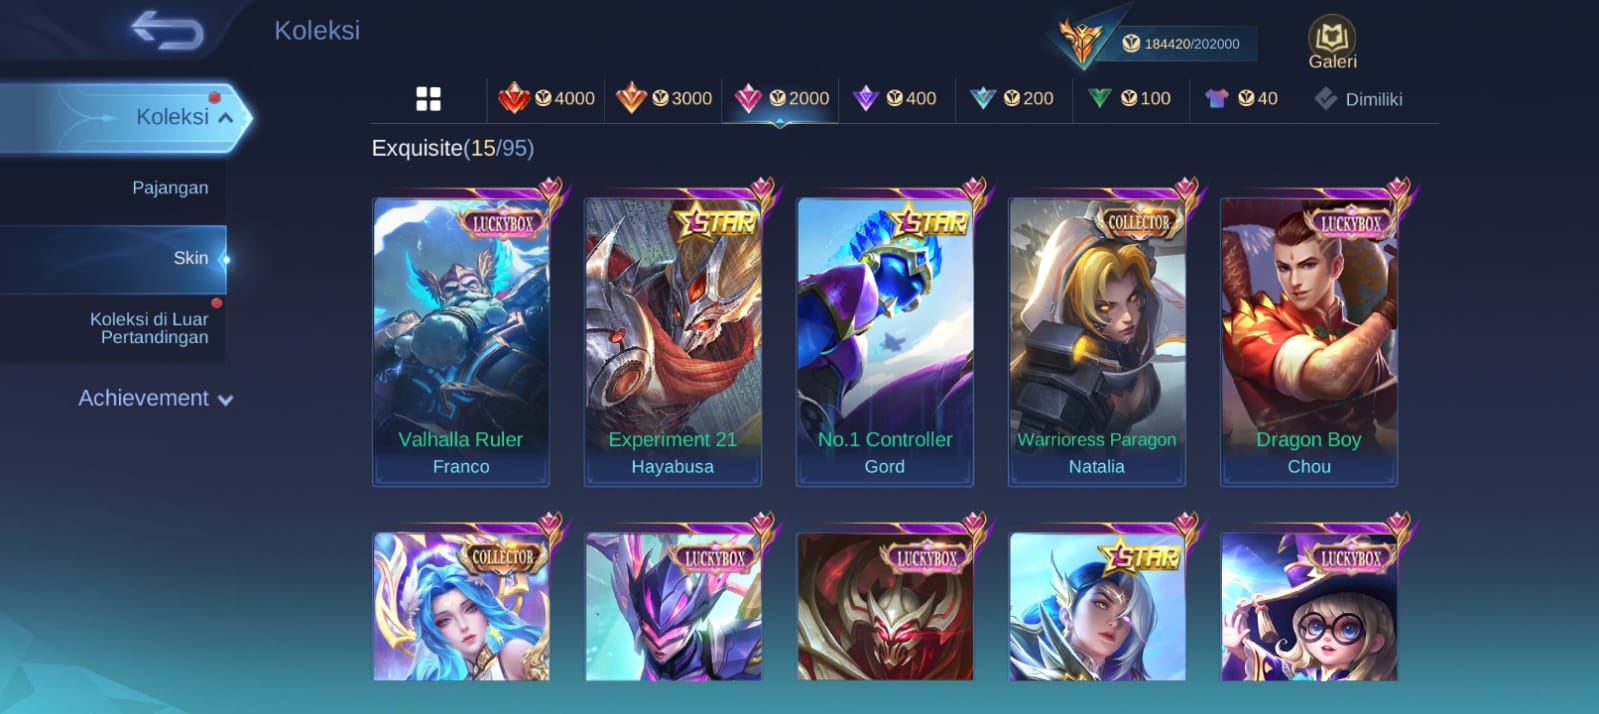 Koleksi
184420/202000
Galeri
4000
3000
2000
400
200
100
40
Dimiliki
Koleksi
Pajangan
Skin
Koleksi di Luar
Pertandingan
Achievement
Exquisite(15/95)
LUCKYBOX
Valhalla Ruler
Franco
STAR
Experiment 21
Hayabusa
STAR
No.1 Controller
Gord
COLLECTOR
Warrioress Paragon
Natalia
LUCKYBOX
Dragon Boy
Chou
COLLECTOR
LUCKYBOX
LUCKYBOX
STAR
LUCKYBOX